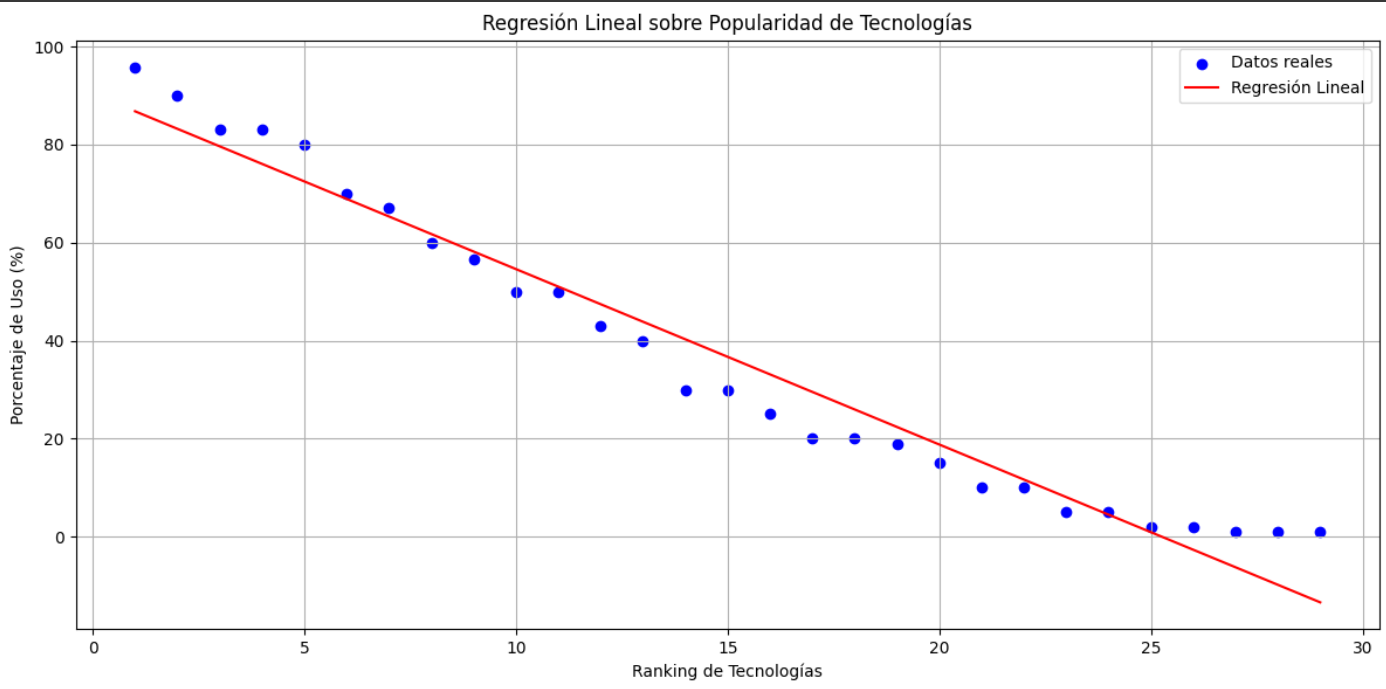 Regresión Lineal sobre Popularidad de Tecnologías
Datos reales
Regresión Lineal
Porcentaje de Uso (%)
100
80
60
40
20
0
0 5 10 15 20 25 30
Ranking de Tecnologías